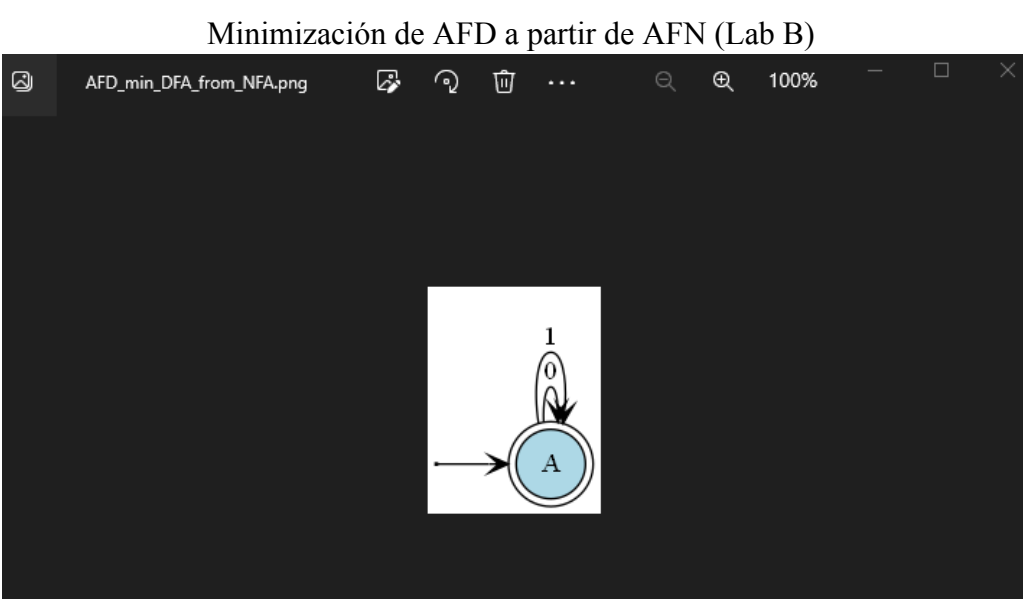 Minimización de AFD a partir de AFN (Lab B)
AFD_min_DFA_from_NFA.png
100%
1
0
A